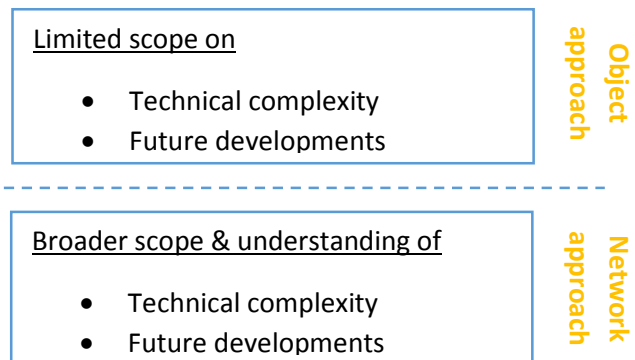 Limited scope on
• Technical complexity
• Future developments
Object
approach
Broader scope & understanding of
• Technical complexity
• Future developments
Network
approach